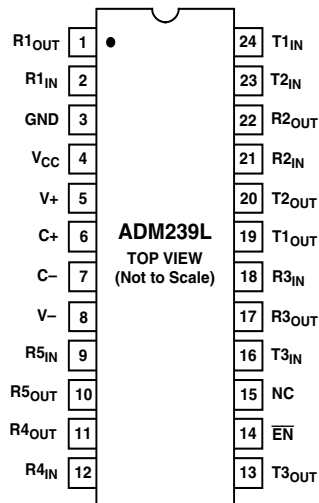 R1OUT 1 24 T1IN
R1IN 2 23 T2IN
GND 3 22 R2OUT
VCC 4 21 R2IN
V+ 5 20 T2OUT
C+ 6 ADM239L 19 T1OUT
TOP VIEW
C– 7 (Not to Scale) 18 R3IN
V– 8 17 R3OUT
R5IN 9 16 T3IN
R5OUT 10 15 NC
R4OUT 11 14 E̅N̅
R4IN 12 13 T3OUT